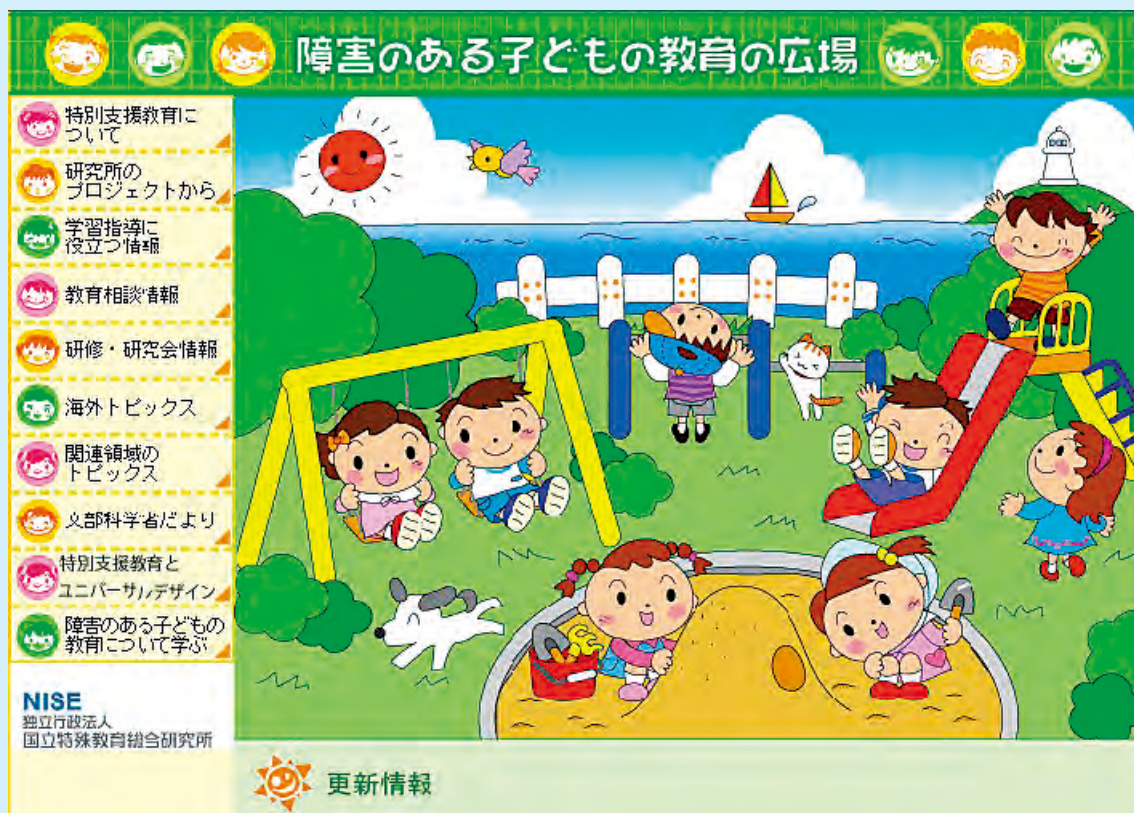 障害のある子どもの教育の広場
特別支援教育に
ついて
研究所の
プロジェクトから
学習指導に
役立つ情報
教育相談情報
研修・研究会情報
海外トピックス
関連領域の
トピックス
文部科学省だより
特別支援教育と
ユニバーサルデザイン
障害のある子どもの
教育について学ぶ
NISE
独立行政法人
国立特殊教育総合研究所
更新情報